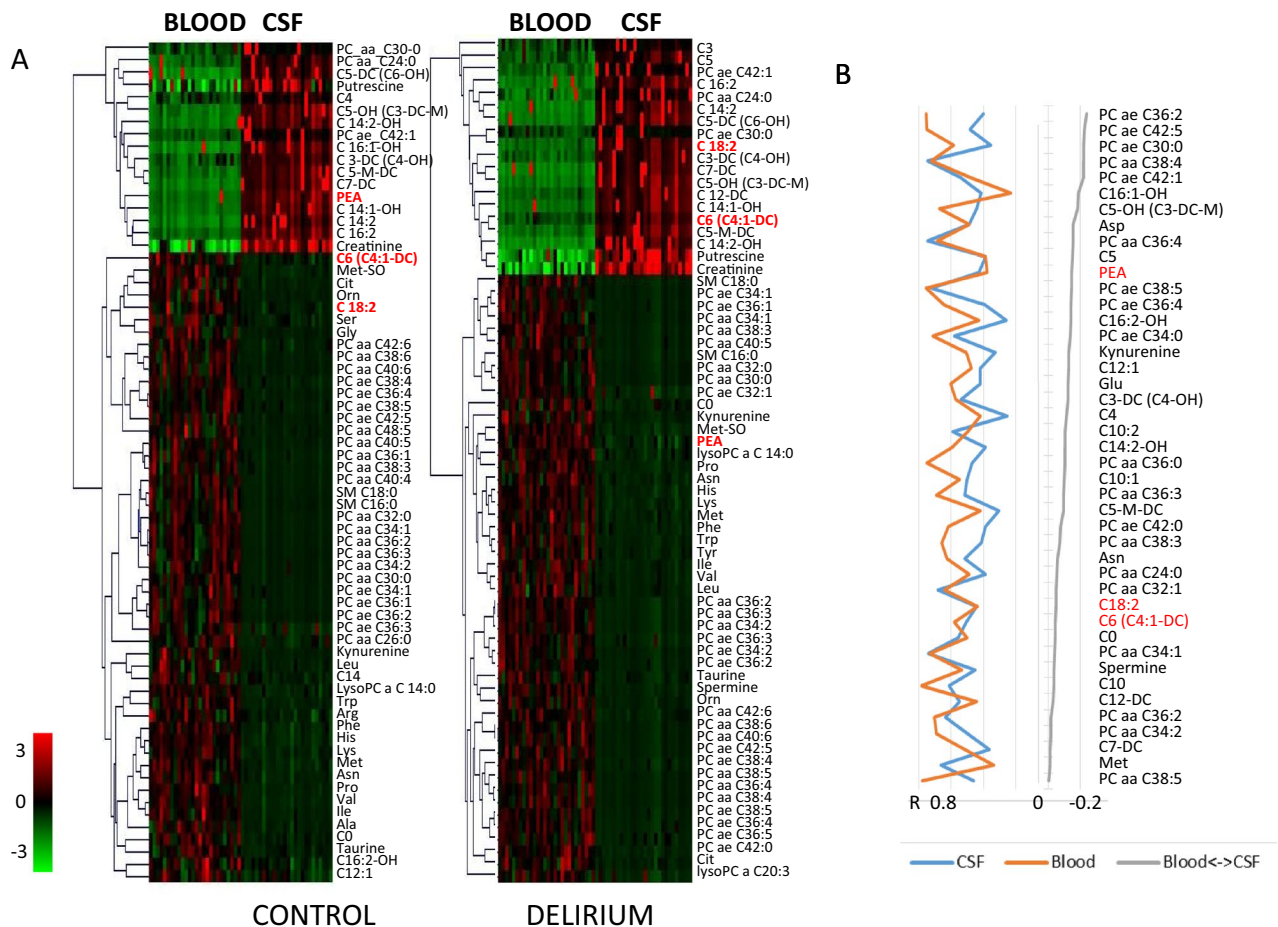 BLOOD CSF
BLOOD CSF
A
PC_aa_C30-0
PC aa_C24:0
C5-DC (C6-OH)
Putrescine
C4
C5-OH (C3-DC-M)
C 14:2-OH
PC ae_C42:1
C 16:1-OH
C 3-DC (C4-OH)
C 5-M-DC
C7-DC
PEA
C 14:1-OH
C 14:2
C 16:2
Creatinine
C6 (C4:1-DC)
Met-SO
Cit
Orn
C 18:2
Ser
Gly
PC aa C42:6
PC aa C38:6
PC aa C40:6
PC ae C38:4
PC ae C36:4
PC ae C38:5
PC ae C42:5
PC aa C48:5
PC aa C40:5
PC aa C36:1
PC aa C38:3
PC aa C40:4
SM C18:0
SM C16:0
PC aa C32:0
PC aa C34:1
PC aa C36:2
PC aa C36:3
PC aa C34:2
PC aa C30:0
PC ae C34:1
PC ae C36:1
PC ae C36:2
PC ae C36:3
PC aa C26:0
Kynurenine
Leu
C14
LysoPC a C 14:0
Trp
Arg
Phe
His
Lys
Met
Asn
Pro
Val
Ile
Ala
C0
Taurine
C16:2-OH
C12:1
3
0
-3
CONTROL
C3
C5
PC ae C42:1
C 16:2
PC aa C24:0
C 14:2
C5-DC (C6-OH)
PC ae C30:0
C 18:2
C3-DC (C4-OH)
C7-DC
C5-OH (C3-DC-M)
C 12-DC
C 14:1-OH
C6 (C4:1-DC)
C5-M-DC
C 14:2-OH
Putrescine
Creatinine
SM C18:0
PC ae C34:1
PC ae C36:1
PC aa C34:1
PC aa C38:3
PC aa C40:5
SM C16:0
PC aa C32:0
PC aa C30:0
PC ae C32:1
C0
Kynurenine
Met-SO
PEA
lysoPC a C 14:0
Pro
Asn
His
Lys
Met
Phe
Trp
Tyr
Ile
Val
Leu
PC aa C36:2
PC aa C36:3
PC aa C34:2
PC ae C36:3
PC ae C34:2
PC ae C36:2
Taurine
Spermine
Orn
PC aa C42:6
PC aa C38:6
PC aa C40:6
PC ae C42:5
PC ae C38:4
PC aa C38:5
PC aa C36:4
PC aa C38:4
PC ae C38:5
PC ae C36:4
PC ae C36:5
PC ae C42:0
Cit
lysoPC a C20:3
DELIRIUM
B
PC ae C36:2
PC ae C42:5
PC ae C30:0
PC aa C38:4
PC ae C42:1
C16:1-OH
C5-OH (C3-DC-M)
Asp
PC aa C36:4
C5
PEA
PC ae C38:5
PC ae C36:4
C16:2-OH
PC ae C34:0
Kynurenine
C12:1
Glu
C3-DC (C4-OH)
C4
C10:2
C14:2-OH
PC aa C36:0
C10:1
PC aa C36:3
C5-M-DC
PC ae C42:0
PC aa C38:3
Asn
PC aa C24:0
PC aa C32:1
C18:2
C6 (C4:1-DC)
C0
PC aa C34:1
Spermine
C10
C12-DC
PC aa C36:2
PC aa C34:2
C7-DC
Met
PC aa C38:5
R 0.8 0 -0.2
CSF Blood Blood<->CSF